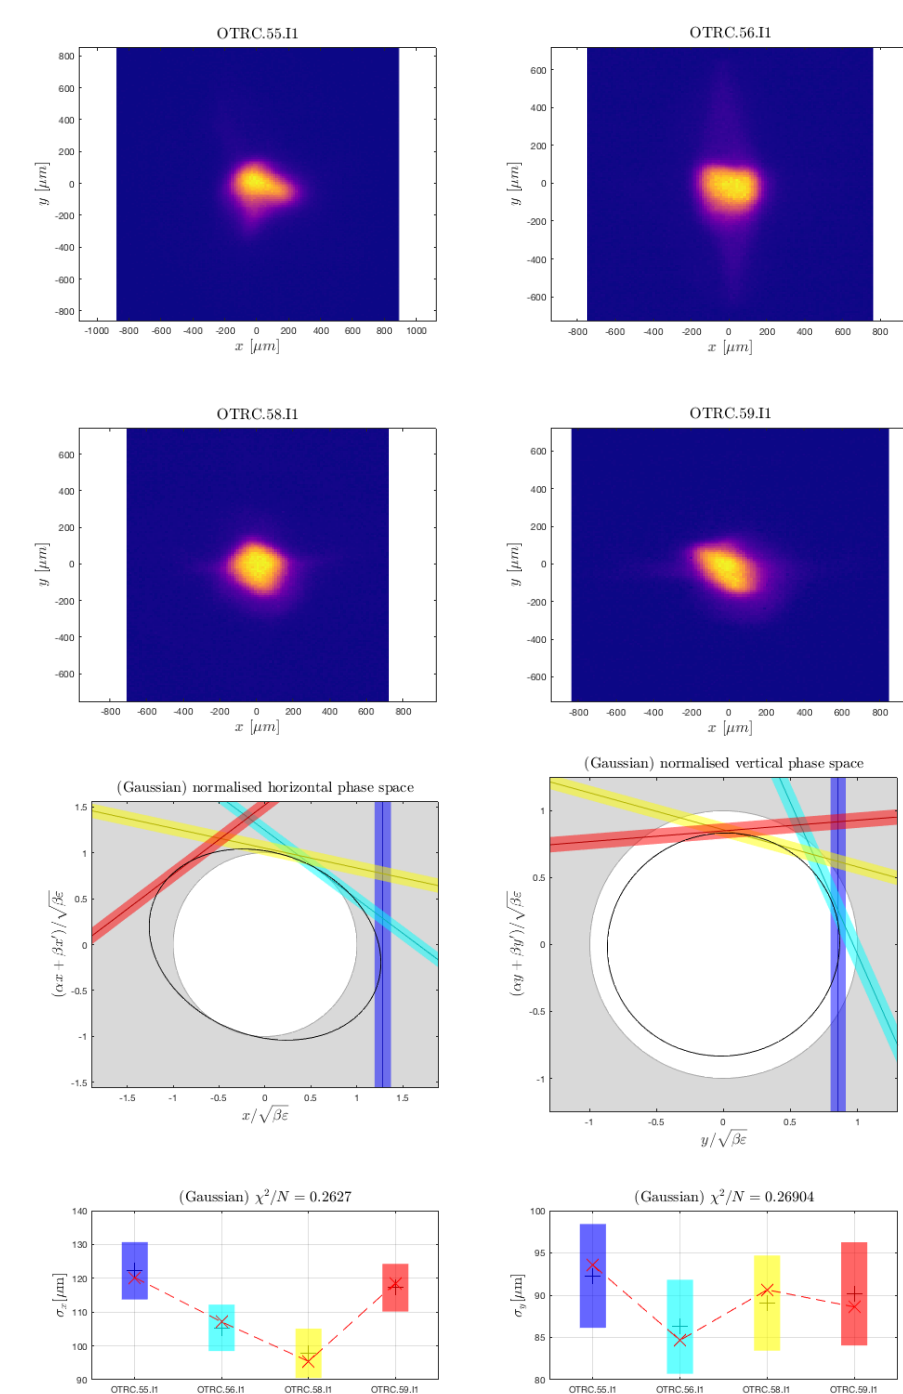 OTRC.55.I1
800
600
400
200
0
-200
-400
-600
-800
y [μm]
-1000 -800 -600 -400 -200 0 200 400 600 800 1000
x [μm]
OTRC.56.I1
600
400
200
0
-200
-400
-600
y [μm]
-800 -600 -400 -200 0 200 400 600 800
x [μm]
OTRC.58.I1
600
400
200
0
-200
-400
-600
y [μm]
-800 -600 -400 -200 0 200 400 600 800
x [μm]
OTRC.59.I1
600
400
200
0
-200
-400
-600
y [μm]
-800 -600 -400 -200 0 200 400 600 800
x [μm]
(Gaussian) normalised horizontal phase space
1.5
1
0.5
0
-0.5
-1
-1.5
(αx + βx′)/√βε
-1.5 -1 -0.5 0 0.5 1 1.5
x/√βε
(Gaussian) normalised vertical phase space
1
0.5
0
-0.5
-1
(αy + βy′)/√βε
-1 -0.5 0 0.5 1
y/√βε
(Gaussian) χ²/N = 0.2627
140
130
120
110
100
90
σx [μm]
OTRC.55.I1 OTRC.56.I1 OTRC.58.I1 OTRC.59.I1
(Gaussian) χ²/N = 0.26904
100
95
90
85
80
σy [μm]
OTRC.55.I1 OTRC.56.I1 OTRC.58.I1 OTRC.59.I1